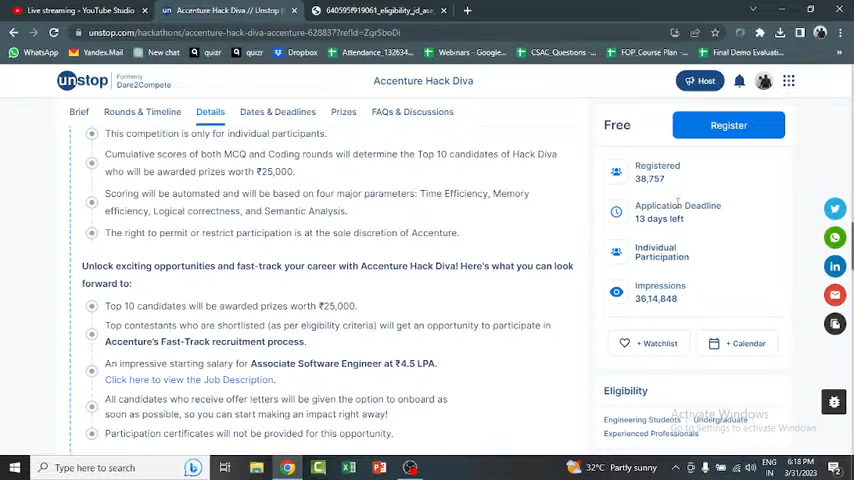 Live streaming - YouTube Studio
Accenture Hack Diva // Unstop (
640595f919061_eligibility_jd_ase
unstop.com/hackathons/accenture-hack-diva-accenture-628837?refId=ZgrSboDi
WhatsApp
Yandex.Mail
New chat
quizr
quizr
Dropbox
Attendance_132634...
Webinars - Google...
CSAC_Questions -...
FOP_Course Plan -...
Final Demo Evaluati...
unstop
Formerly
Dare2Compete
Accenture Hack Diva
Host
Brief
Rounds & Timeline
Details
Dates & Deadlines
Prizes
FAQs & Discussions
This competition is only for individual participants.
Cumulative scores of both MCQ and Coding rounds will determine the Top 10 candidates of Hack Diva
who will be awarded prizes worth ₹25,000.
Scoring will be automated and will be based on four major parameters: Time Efficiency, Memory
efficiency, Logical correctness, and Semantic Analysis.
The right to permit or restrict participation is at the sole discretion of Accenture.
Unlock exciting opportunities and fast-track your career with Accenture Hack Diva! Here's what you can look
forward to:
Top 10 candidates will be awarded prizes worth ₹25,000.
Top contestants who are shortlisted (as per eligibility criteria) will get an opportunity to participate in
Accenture's Fast-Track recruitment process.
An impressive starting salary for Associate Software Engineer at ₹4.5 LPA.
Click here to view the Job Description.
All candidates who receive offer letters will be given the option to onboard as
soon as possible, so you can start making an impact right away!
Participation certificates will not be provided for this opportunity.
Free
Register
Registered
38,757
Application Deadline
13 days left
Individual
Participation
Impressions
36,14,848
+ Watchlist
+ Calendar
Eligibility
Engineering Students
Undergraduate
Experienced Professionals
Activate Windows
Go to Settings to activate Windows.
Type here to search
32°C Partly sunny
ENG
IN
6:18 PM
3/31/2023
2